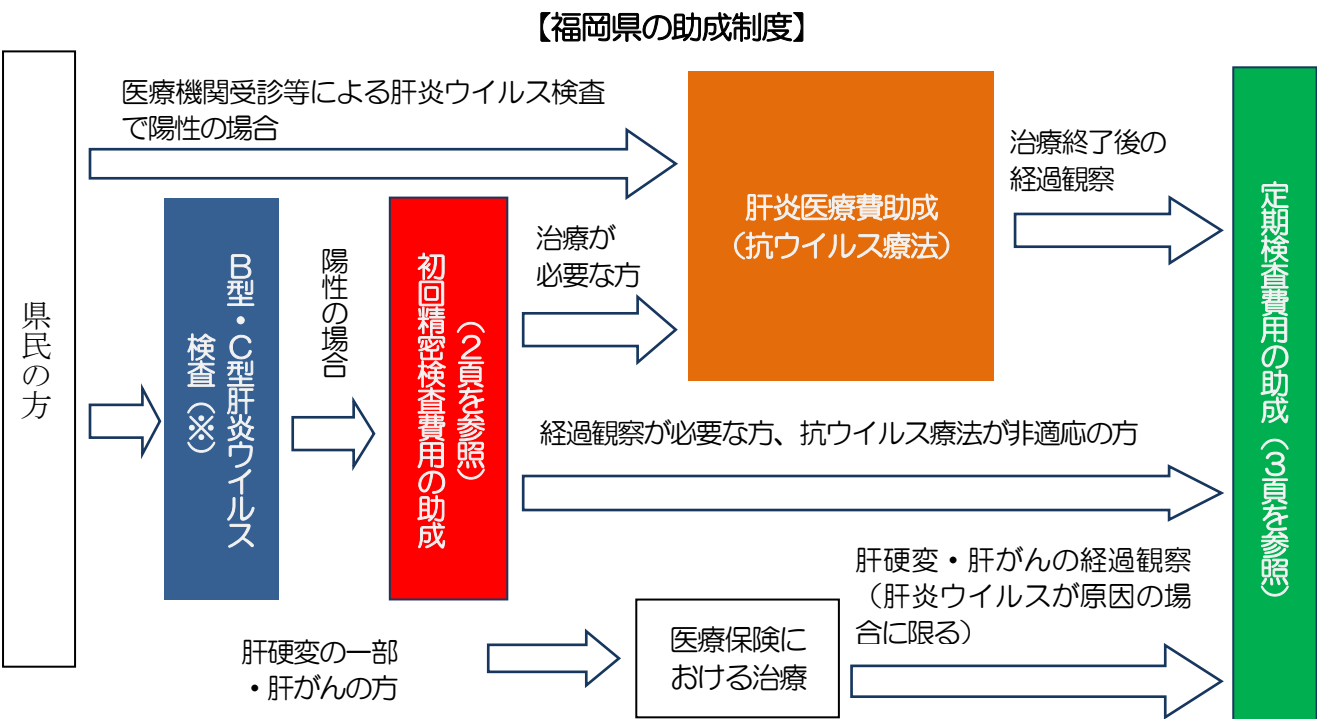 【福岡県の助成制度】
県民の方
医療機関受診等による肝炎ウイルス検査
で陽性の場合
B型・C型肝炎ウイルス
検査（※）
陽性の場合
（2頁を参照）
初回精密検査費用の助成
治療が
必要な方
肝炎医療費助成
（抗ウイルス療法）
治療終了後の
経過観察
経過観察が必要な方、抗ウイルス療法が非適応の方
肝硬変の一部
・肝がんの方
医療保険に
おける治療
肝硬変・肝がんの経過観察
（肝炎ウイルスが原因の場
合に限る）
定期検査費用の助成（3頁を参照）